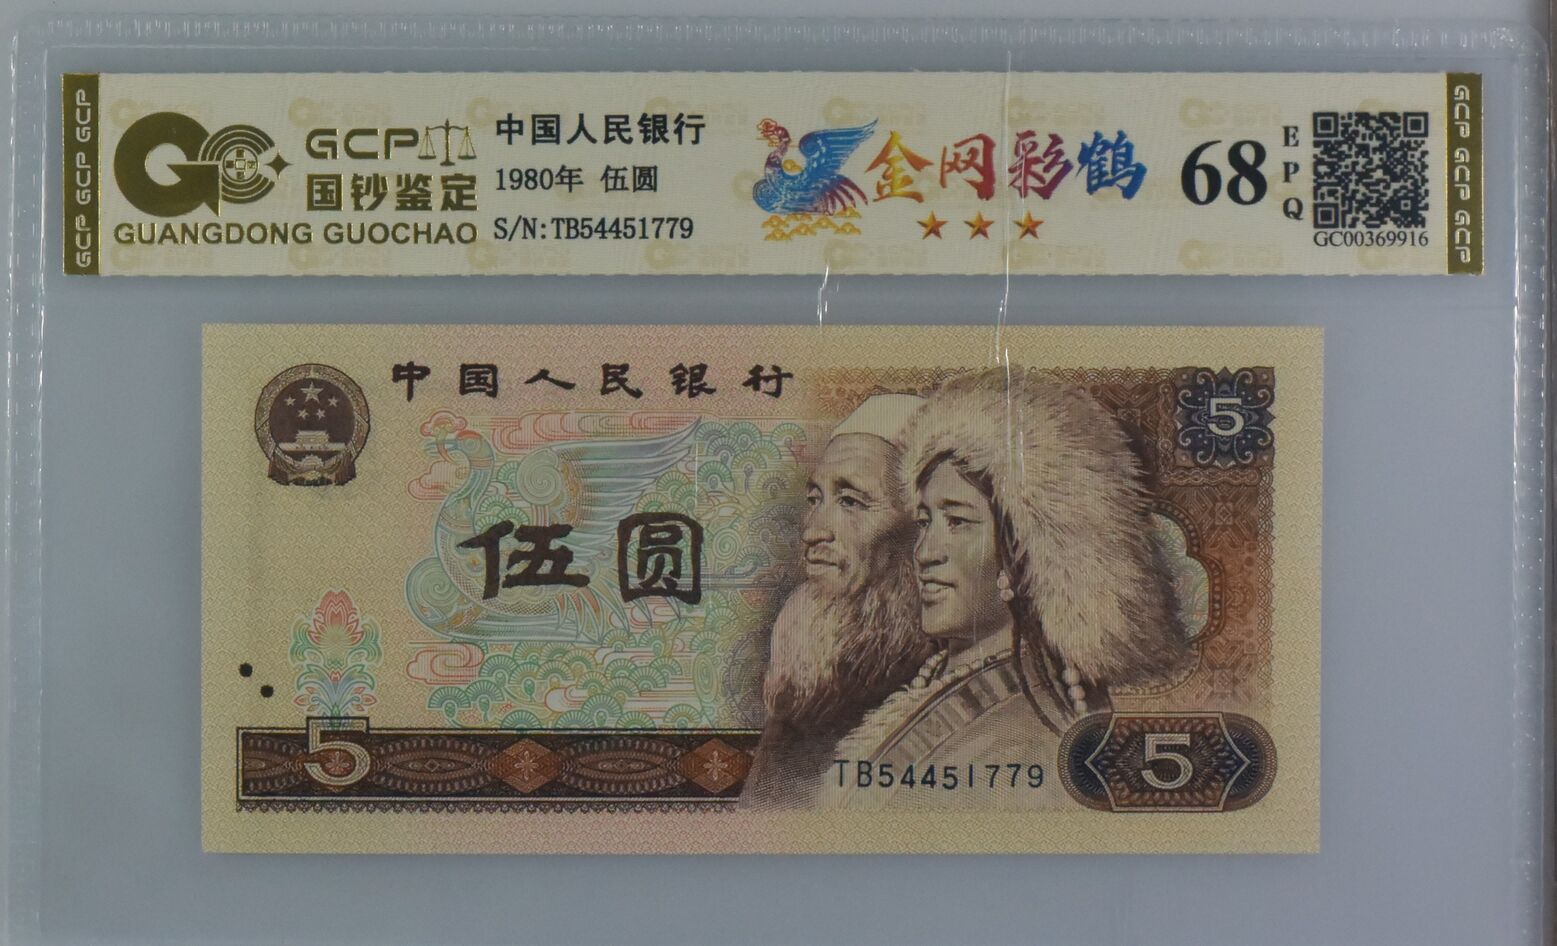 GCP GCP GCP
GCP
国钞鉴定
GUANGDONG GUOCHAO
中国人民银行
1980年 伍圆
S/N:TB54451779
金网彩鹤
68
EPQ
GC00369916
GCP GCP GCP
中国人民银行
5
伍圆
5
TB54451779
5